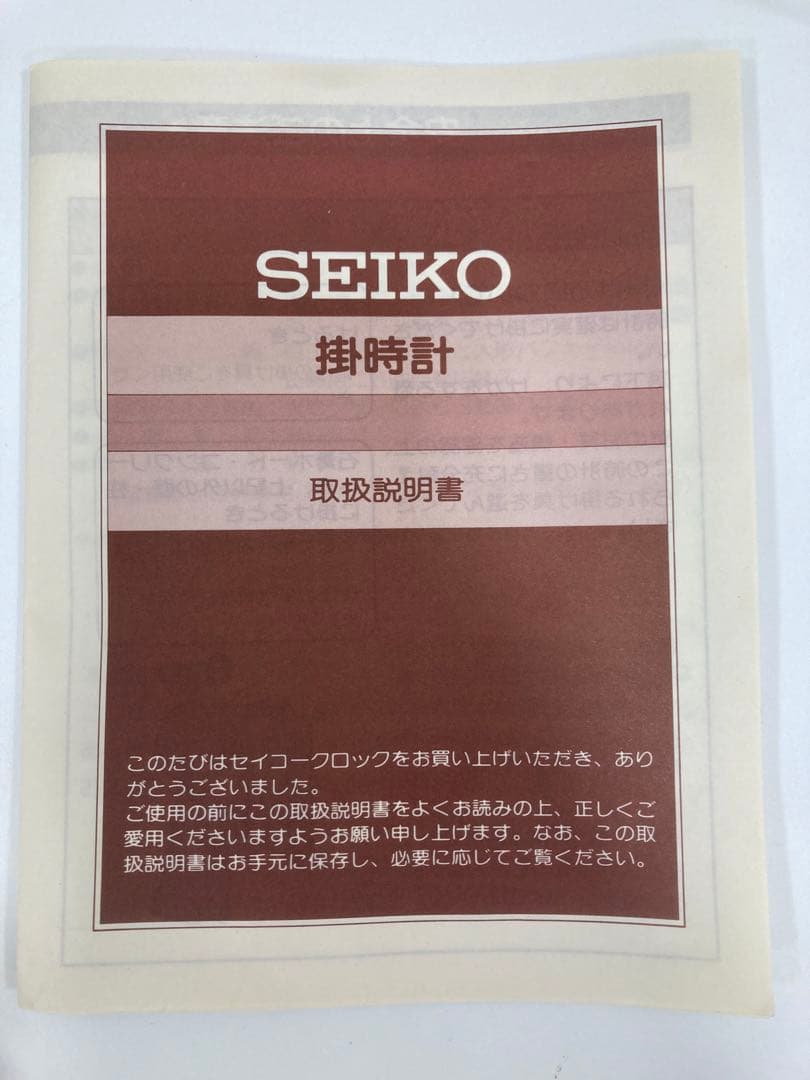 SEIKO
掛時計
取扱説明書
このたびはセイコークロックをお買い上げいただき、あり
がとうございました。
ご使用の前にこの取扱説明書をよくお読みの上、正しくご
愛用くださいますようお願い申し上げます。なお、この取
扱説明書はお手元に保存し、必要に応じてご覧ください。